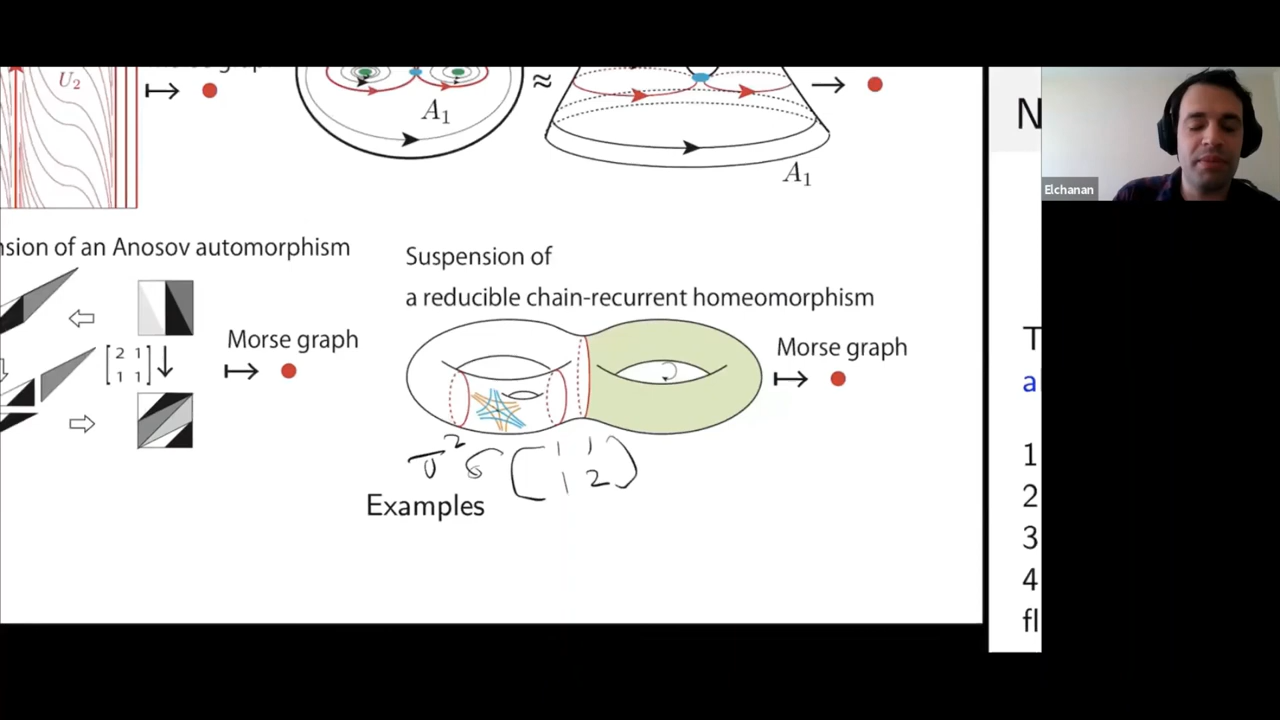 U₂
A₁
≈
A₁
Elchanan
N
nsion of an Anosov automorphism
Suspension of
a reducible chain-recurrent homeomorphism
[2 1
1 1]
Morse graph
Morse graph
( 1 1
1 2 )
Examples
T
a
1
2
3
4
fl